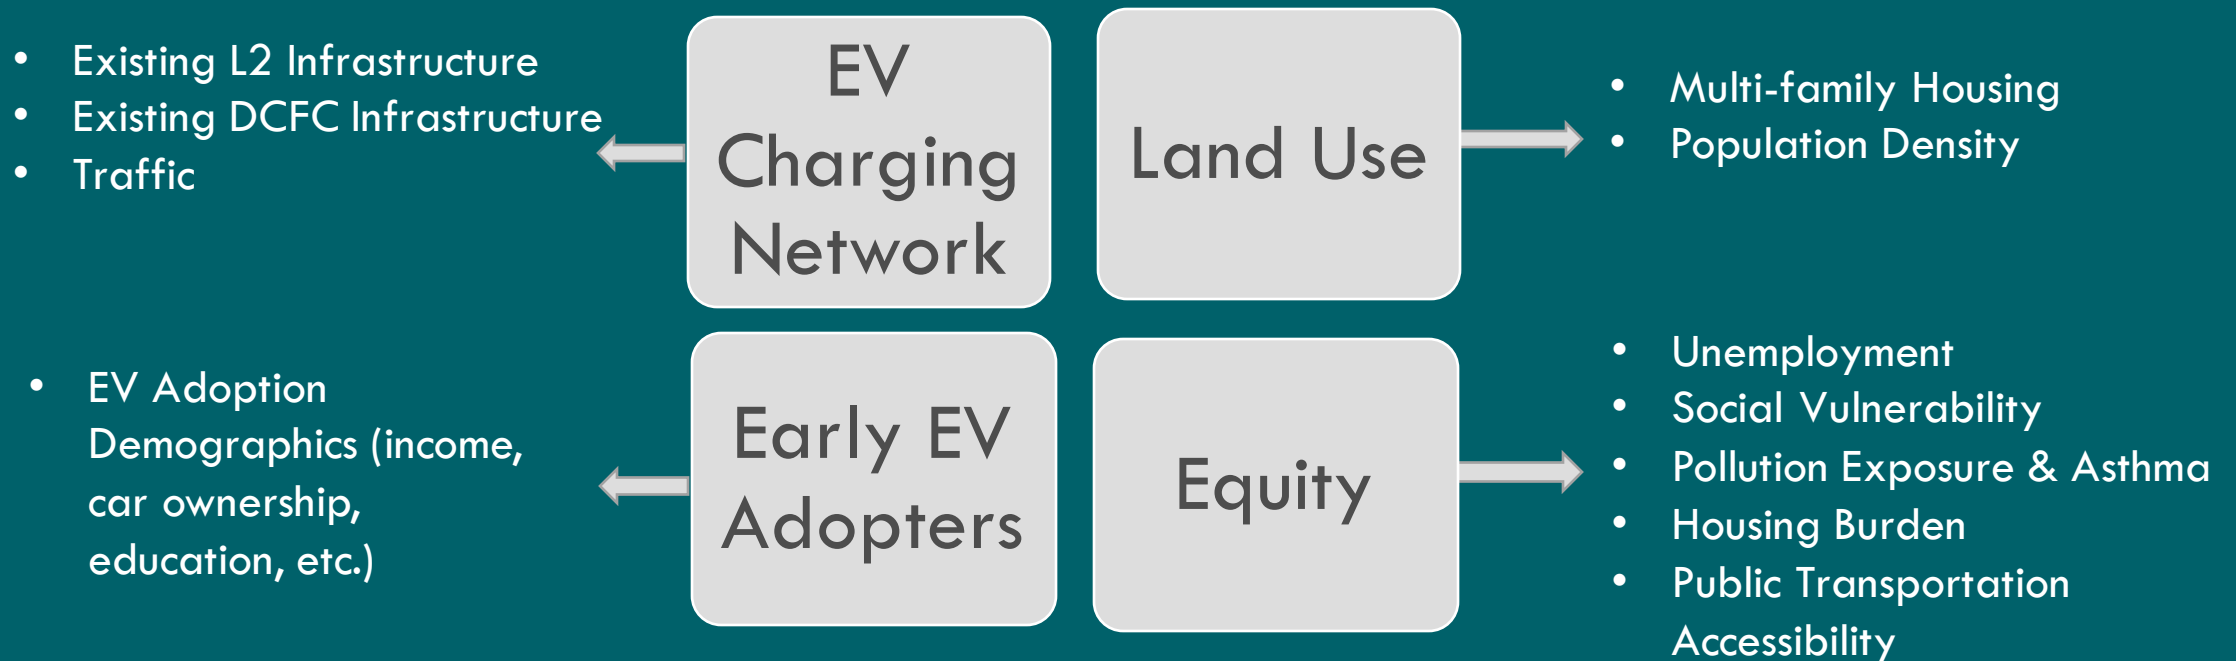 • Existing L2 Infrastructure
• Existing DCFC Infrastructure
• Traffic
EV
Charging
Network
Land Use
• Multi-family Housing
• Population Density
• EV Adoption
Demographics (income,
car ownership,
education, etc.)
Early EV
Adopters
Equity
• Unemployment
• Social Vulnerability
• Pollution Exposure & Asthma
• Housing Burden
• Public Transportation
Accessibility